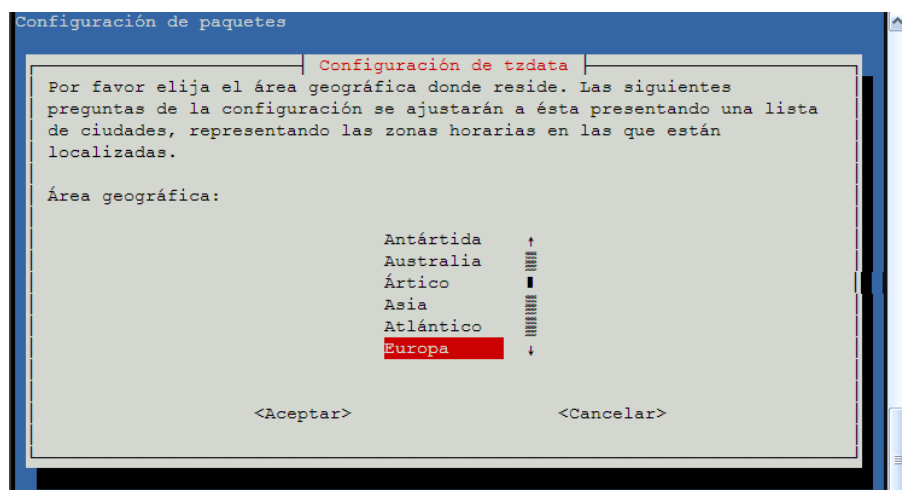 Configuración de paquetes
Configuración de tzdata
Por favor elija el área geográfica donde reside. Las siguientes
preguntas de la configuración se ajustarán a ésta presentando una lista
de ciudades, representando las zonas horarias en las que están
localizadas.
Área geográfica:
Antártida
Australia
Ártico
Asia
Atlántico
Europa
<Aceptar> <Cancelar>